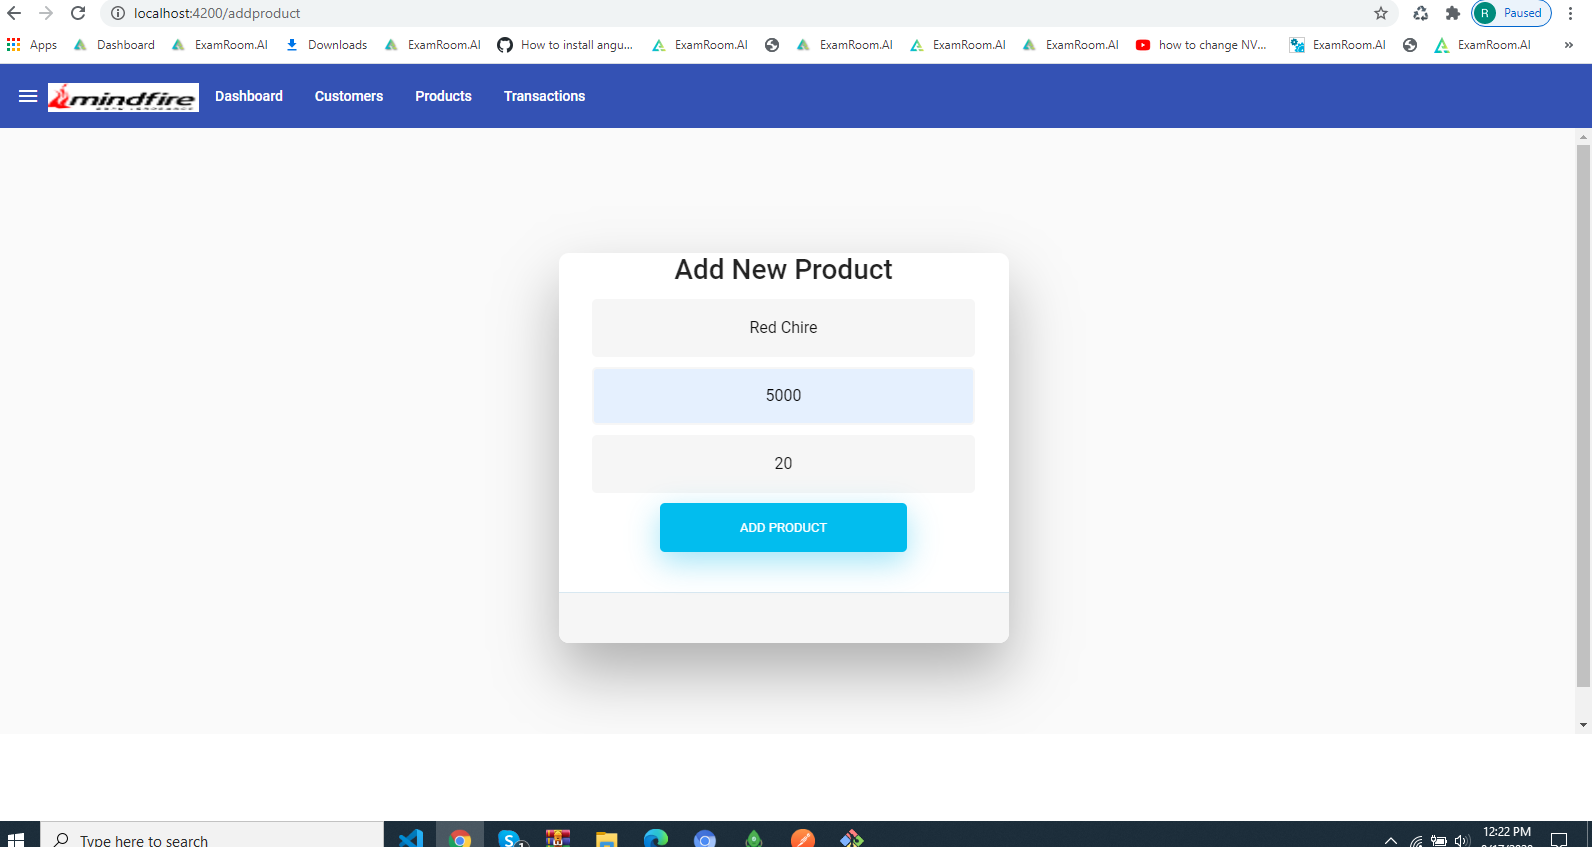 localhost:4200/addproduct
R Paused
Apps Dashboard ExamRoom.AI Downloads ExamRoom.AI How to install angu... ExamRoom.AI ExamRoom.AI ExamRoom.AI ExamRoom.AI how to change NV... ExamRoom.AI ExamRoom.AI »
mindfire Dashboard Customers Products Transactions
Add New Product
Red Chire
5000
20
ADD PRODUCT
Type here to search
12:22 PM